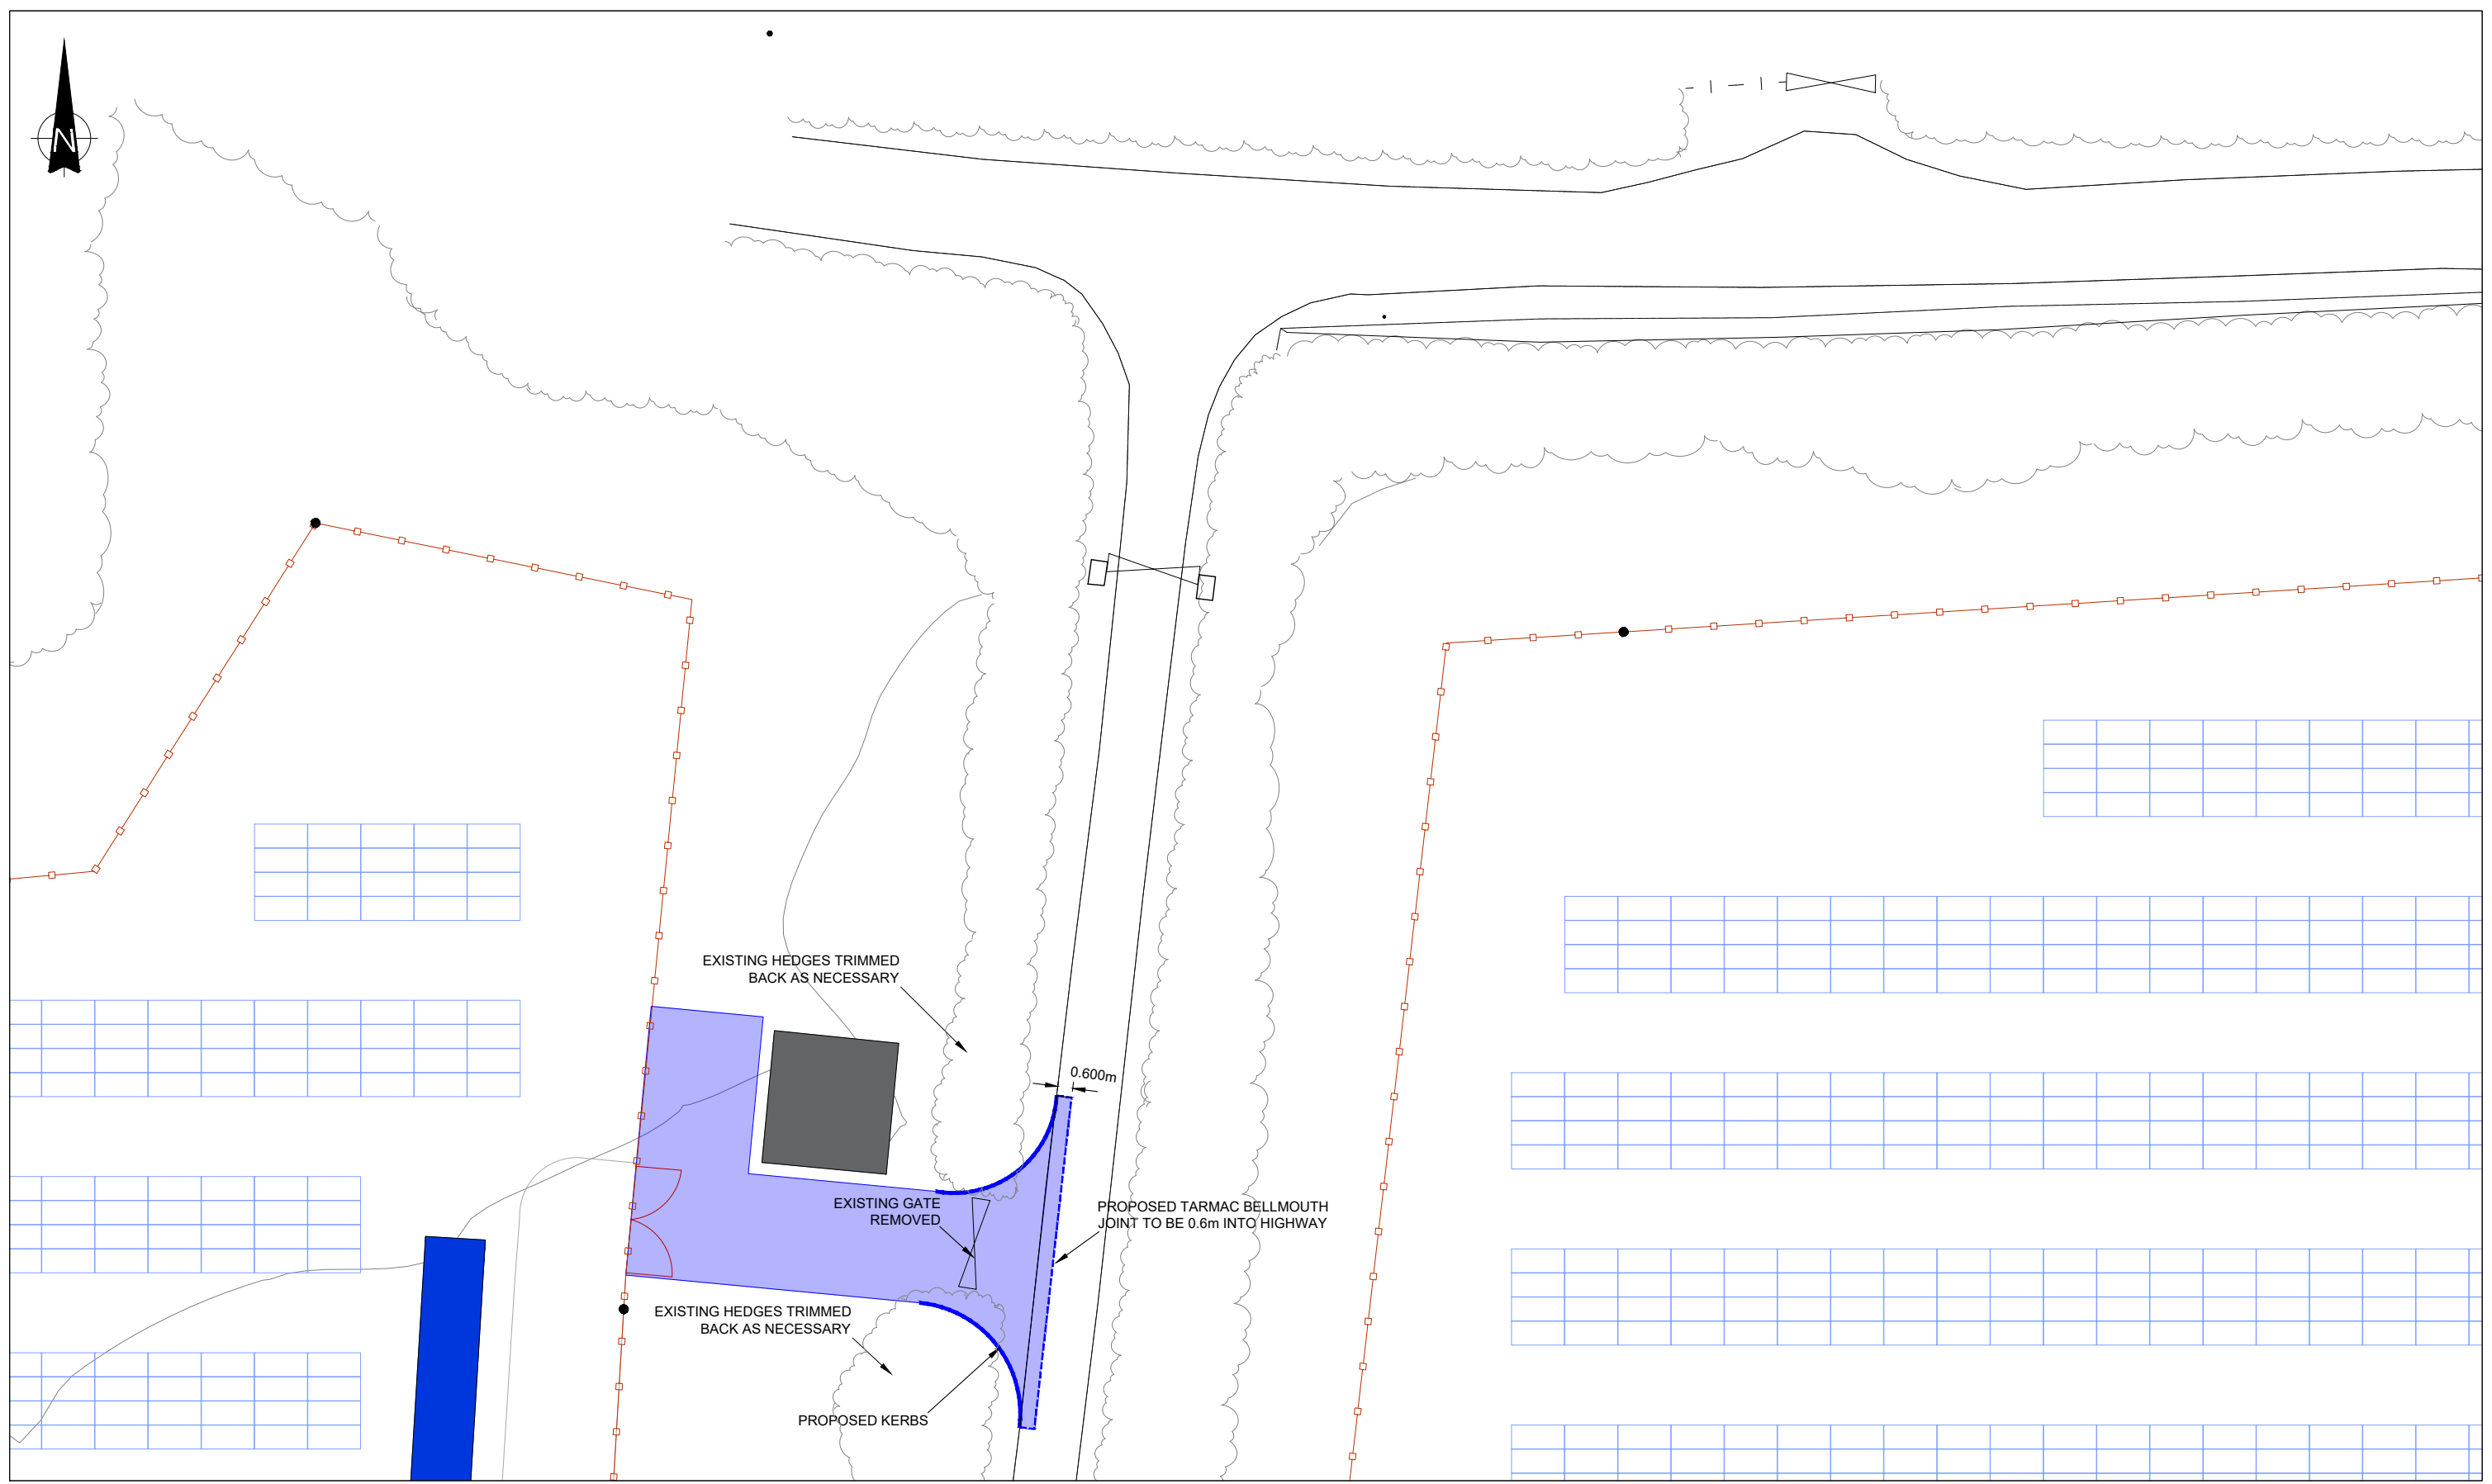 N
EXISTING HEDGES TRIMMED
BACK AS NECESSARY
0.600m
EXISTING GATE
REMOVED
PROPOSED TARMAC BELLMOUTH
JOINT TO BE 0.6m INTO HIGHWAY
EXISTING HEDGES TRIMMED
BACK AS NECESSARY
PROPOSED KERBS